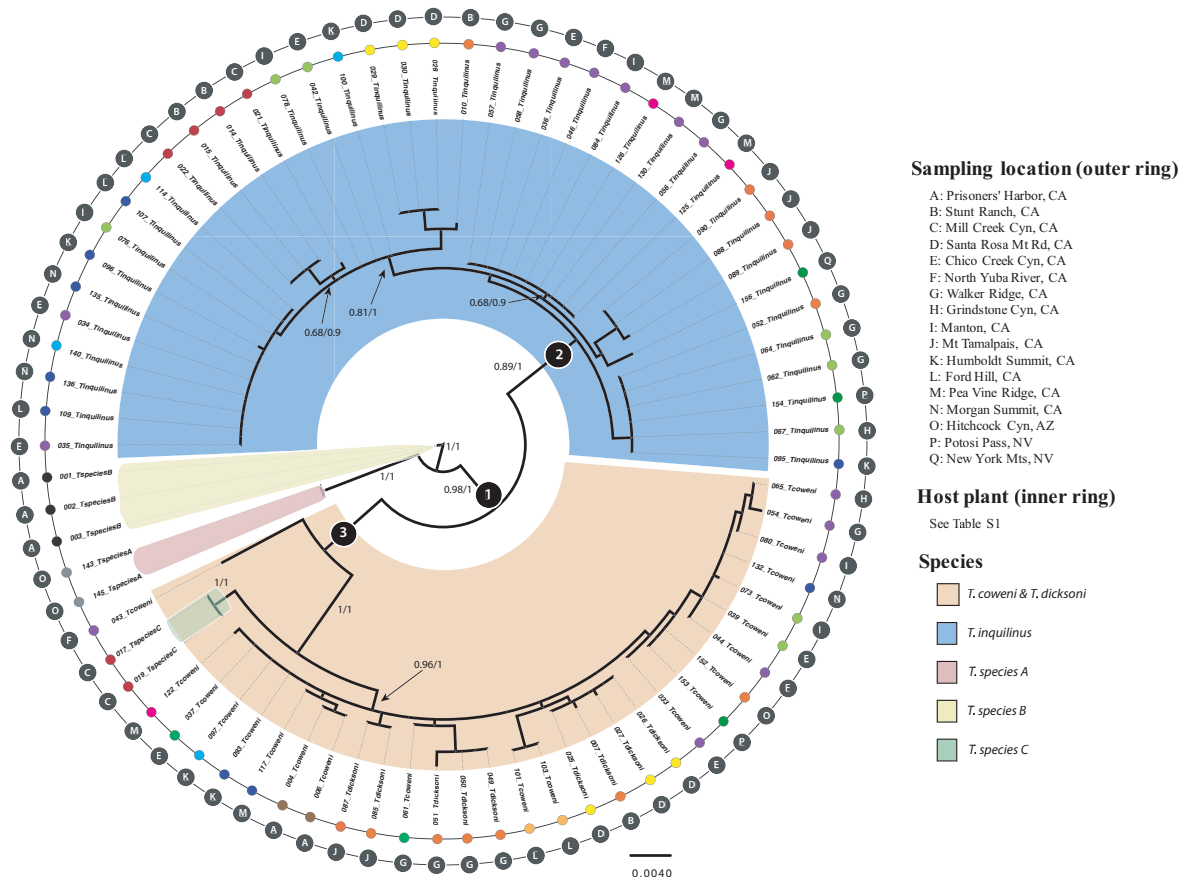 E
L
N
N
N
E
N
K
I
L
L
C
B
B
C
I
E
K
D
D
D
B
G
G
E
F
I
M
M
G
M
J
J
J
Q
G
G
G
P
H
K
H
G
I
N
I
E
E
O
P
E
D
D
B
D
L
L
G
G
G
G
J
J
A
A
M
K
K
E
M
C
C
F
O
O
A
A
A
035_Tinquilinus
109_Tinquilinus
136_Tinquilinus
140_Tinquilinus
034_Tinquilinus
135_Tinquilinus
096_Tinquilinus
076_Tinquilinus
107_Tinquilinus
114_Tinquilinus
022_Tinquilinus
015_Tinquilinus
014_Tinquilinus
021_Tinquilinus
078_Tinquilinus
042_Tinquilinus
100_Tinquilinus
029_Tinquilinus
030_Tinquilinus
028_Tinquilinus
010_Tinquilinus
057_Tinquilinus
036_Tinquilinus
046_Tinquilinus
084_Tinquilinus
126_Tinquilinus
130_Tinquilinus
058_Tinquilinus
125_Tinquilinus
090_Tinquilinus
088_Tinquilinus
089_Tinquilinus
156_Tinquilinus
052_Tinquilinus
064_Tinquilinus
062_Tinquilinus
154_Tinquilinus
067_Tinquilinus
095_Tinquilinus
065_Tcoweni
054_Tcoweni
080_Tcoweni
132_Tcoweni
073_Tcoweni
039_Tcoweni
044_Tcoweni
152_Tcoweni
153_Tcoweni
033_Tcoweni
026_Tdicksoni
027_Tdicksoni
007_Tdicksoni
025_Tdicksoni
103_Tcoweni
101_Tcoweni
049_Tdicksoni
050_Tdicksoni
051_Tdicksoni
061_Tcoweni
085_Tdicksoni
087_Tdicksoni
006_Tcoweni
004_Tcoweni
117_Tcoweni
093_Tcoweni
097_Tcoweni
037_Tcoweni
122_Tcoweni
019_TspeciesC
017_TspeciesC
043_Tcoweni
145_TspeciesA
143_TspeciesA
003_TspeciesB
002_TspeciesB
001_TspeciesB
0.81/1
0.68/0.9
0.68/0.9
0.89/1
2
1/1
1/1
0.98/1
1
3
1/1
1/1
0.96/1
0.0040
Sampling location (outer ring)
A: Prisoners' Harbor, CA
B: Stunt Ranch, CA
C: Mill Creek Cyn, CA
D: Santa Rosa Mt Rd, CA
E: Chico Creek Cyn, CA
F: North Yuba River, CA
G: Walker Ridge, CA
H: Grindstone Cyn, CA
I: Manton, CA
J: Mt Tamalpais, CA
K: Humboldt Summit, CA
L: Ford Hill, CA
M: Pea Vine Ridge, CA
N: Morgan Summit, CA
O: Hitchcock Cyn, AZ
P: Potosi Pass, NV
Q: New York Mts, NV
Host plant (inner ring)
See Table S1
Species
T. coweni & T. dicksoni
T. inquilinus
T. species A
T. species B
T. species C